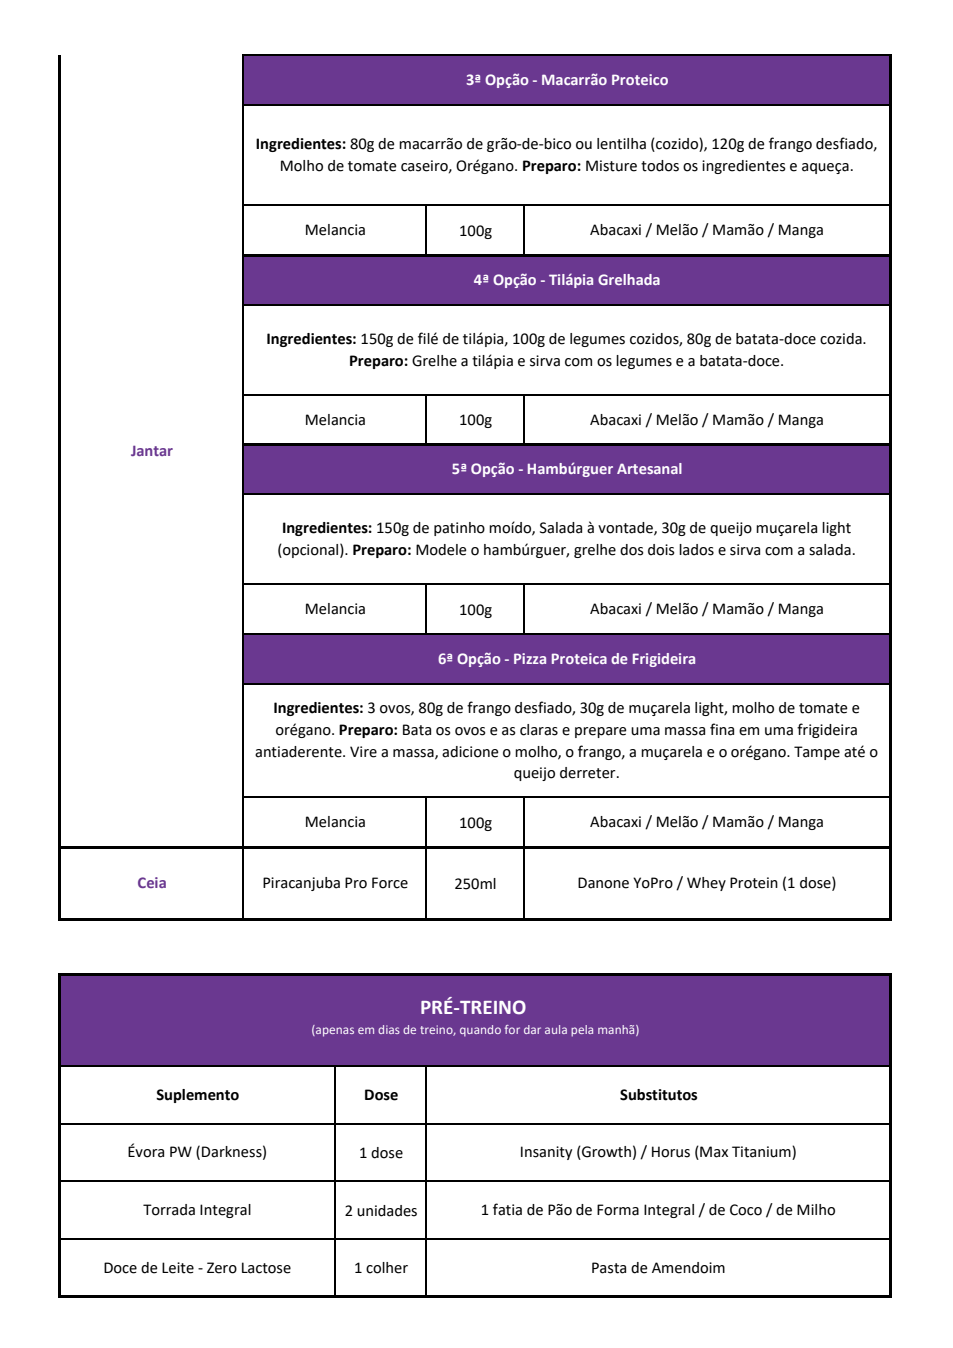 3ª Opção - Macarrão Proteico
Ingredientes: 80g de macarrão de grão-de-bico ou lentilha (cozido), 120g de frango desfiado,
Molho de tomate caseiro, Orégano. Preparo: Misture todos os ingredientes e aqueça.
Melancia 100g Abacaxi / Melão / Mamão / Manga
4ª Opção - Tilápia Grelhada
Ingredientes: 150g de filé de tilápia, 100g de legumes cozidos, 80g de batata-doce cozida.
Preparo: Grelhe a tilápia e sirva com os legumes e a batata-doce.
Melancia 100g Abacaxi / Melão / Mamão / Manga
Jantar
5ª Opção - Hambúrguer Artesanal
Ingredientes: 150g de patinho moído, Salada à vontade, 30g de queijo muçarela light
(opcional). Preparo: Modele o hambúrguer, grelhe dos dois lados e sirva com a salada.
Melancia 100g Abacaxi / Melão / Mamão / Manga
6ª Opção - Pizza Proteica de Frigideira
Ingredientes: 3 ovos, 80g de frango desfiado, 30g de muçarela light, molho de tomate e
orégano. Preparo: Bata os ovos e as claras e prepare uma massa fina em uma frigideira
antiaderente. Vire a massa, adicione o molho, o frango, a muçarela e o orégano. Tampe até o
queijo derreter.
Melancia 100g Abacaxi / Melão / Mamão / Manga
Ceia Piracanjuba Pro Force 250ml Danone YoPro / Whey Protein (1 dose)
PRÉ-TREINO
(apenas em dias de treino, quando for dar aula pela manhã)
Suplemento Dose Substitutos
Évora PW (Darkness) 1 dose Insanity (Growth) / Horus (Max Titanium)
Torrada Integral 2 unidades 1 fatia de Pão de Forma Integral / de Coco / de Milho
Doce de Leite - Zero Lactose 1 colher Pasta de Amendoim